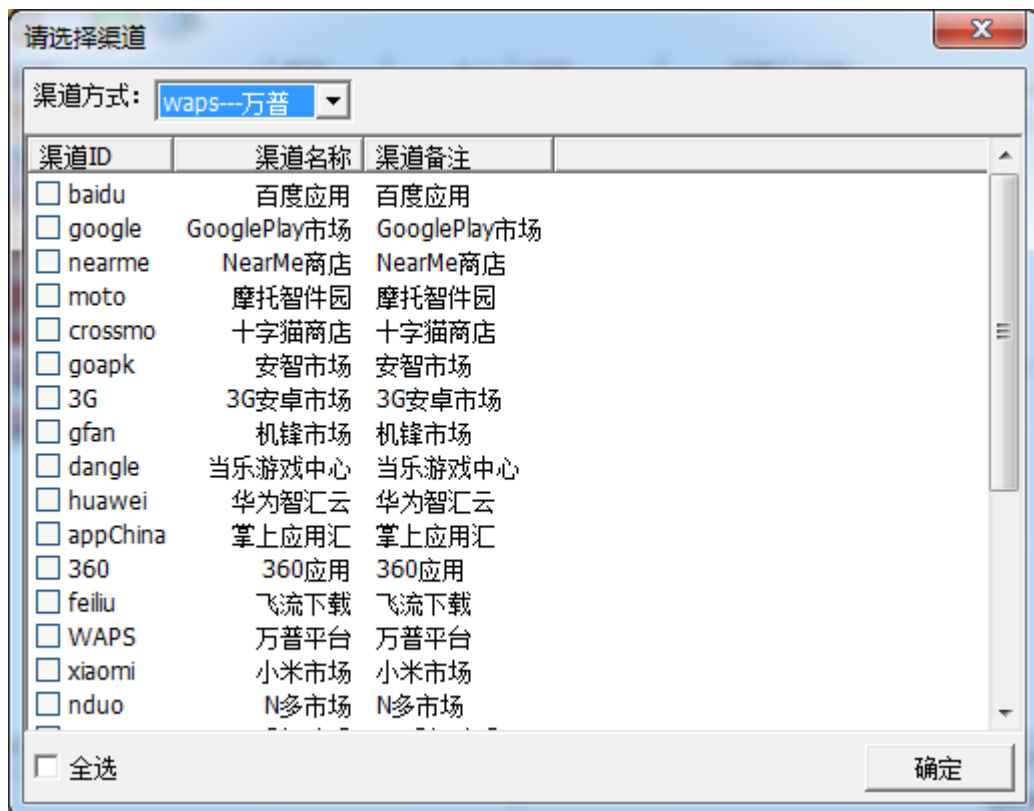 请选择渠道
渠道方式: waps---万普
渠道ID 渠道名称 渠道备注
baidu 百度应用 百度应用
google GooglePlay市场 GooglePlay市场
nearme NearMe商店 NearMe商店
moto 摩托智件园 摩托智件园
crossmo 十字猫商店 十字猫商店
goapk 安智市场 安智市场
3G 3G安卓市场 3G安卓市场
gfan 机锋市场 机锋市场
dangle 当乐游戏中心 当乐游戏中心
huawei 华为智汇云 华为智汇云
appChina 掌上应用汇 掌上应用汇
360 360应用 360应用
feiliu 飞流下载 飞流下载
WAPS 万普平台 万普平台
xiaomi 小米市场 小米市场
nduo N多市场 N多市场
全选 确定